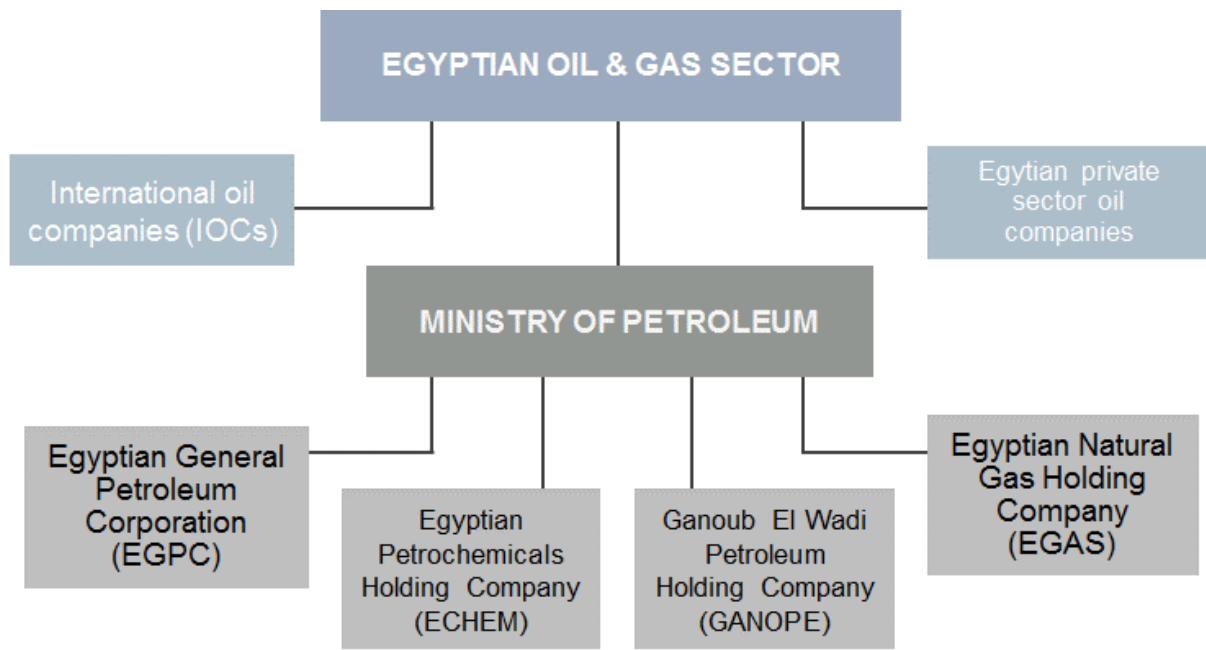 EGYPTIAN OIL & GAS SECTOR
International oil
companies (IOCs)
Egytian private
sector oil
companies
MINISTRY OF PETROLEUM
Egyptian General
Petroleum
Corporation
(EGPC)
Egyptian
Petrochemicals
Holding Company
(ECHEM)
Ganoub El Wadi
Petroleum
Holding Company
(GANOPE)
Egyptian Natural
Gas Holding
Company
(EGAS)